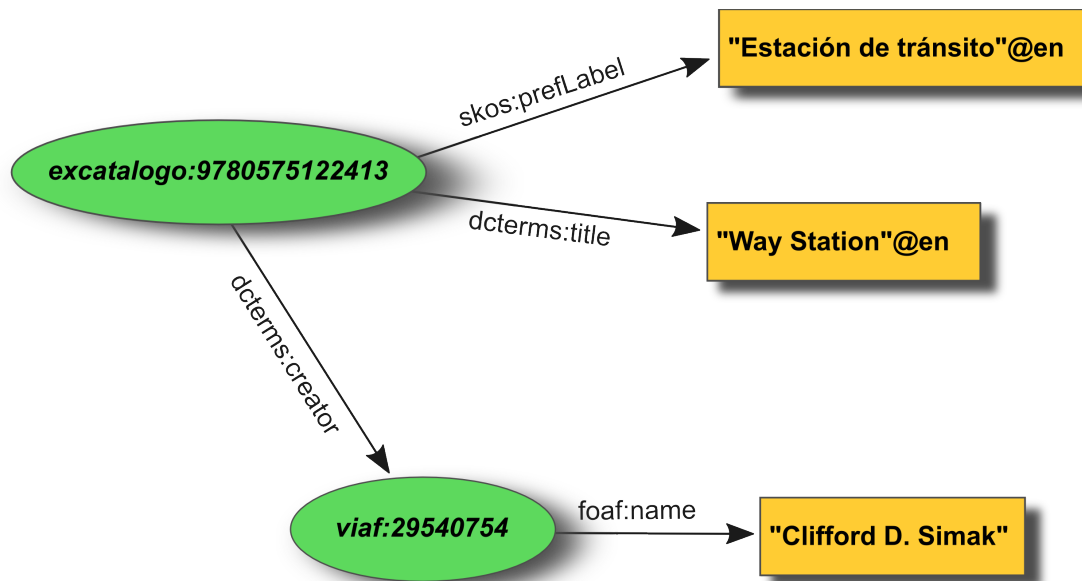 "Estación de tránsito"@en
skos:prefLabel
excatalogo:9780575122413
dcterms:title
"Way Station"@en
dcterms:creator
viaf:29540754
foaf:name
"Clifford D. Simak"